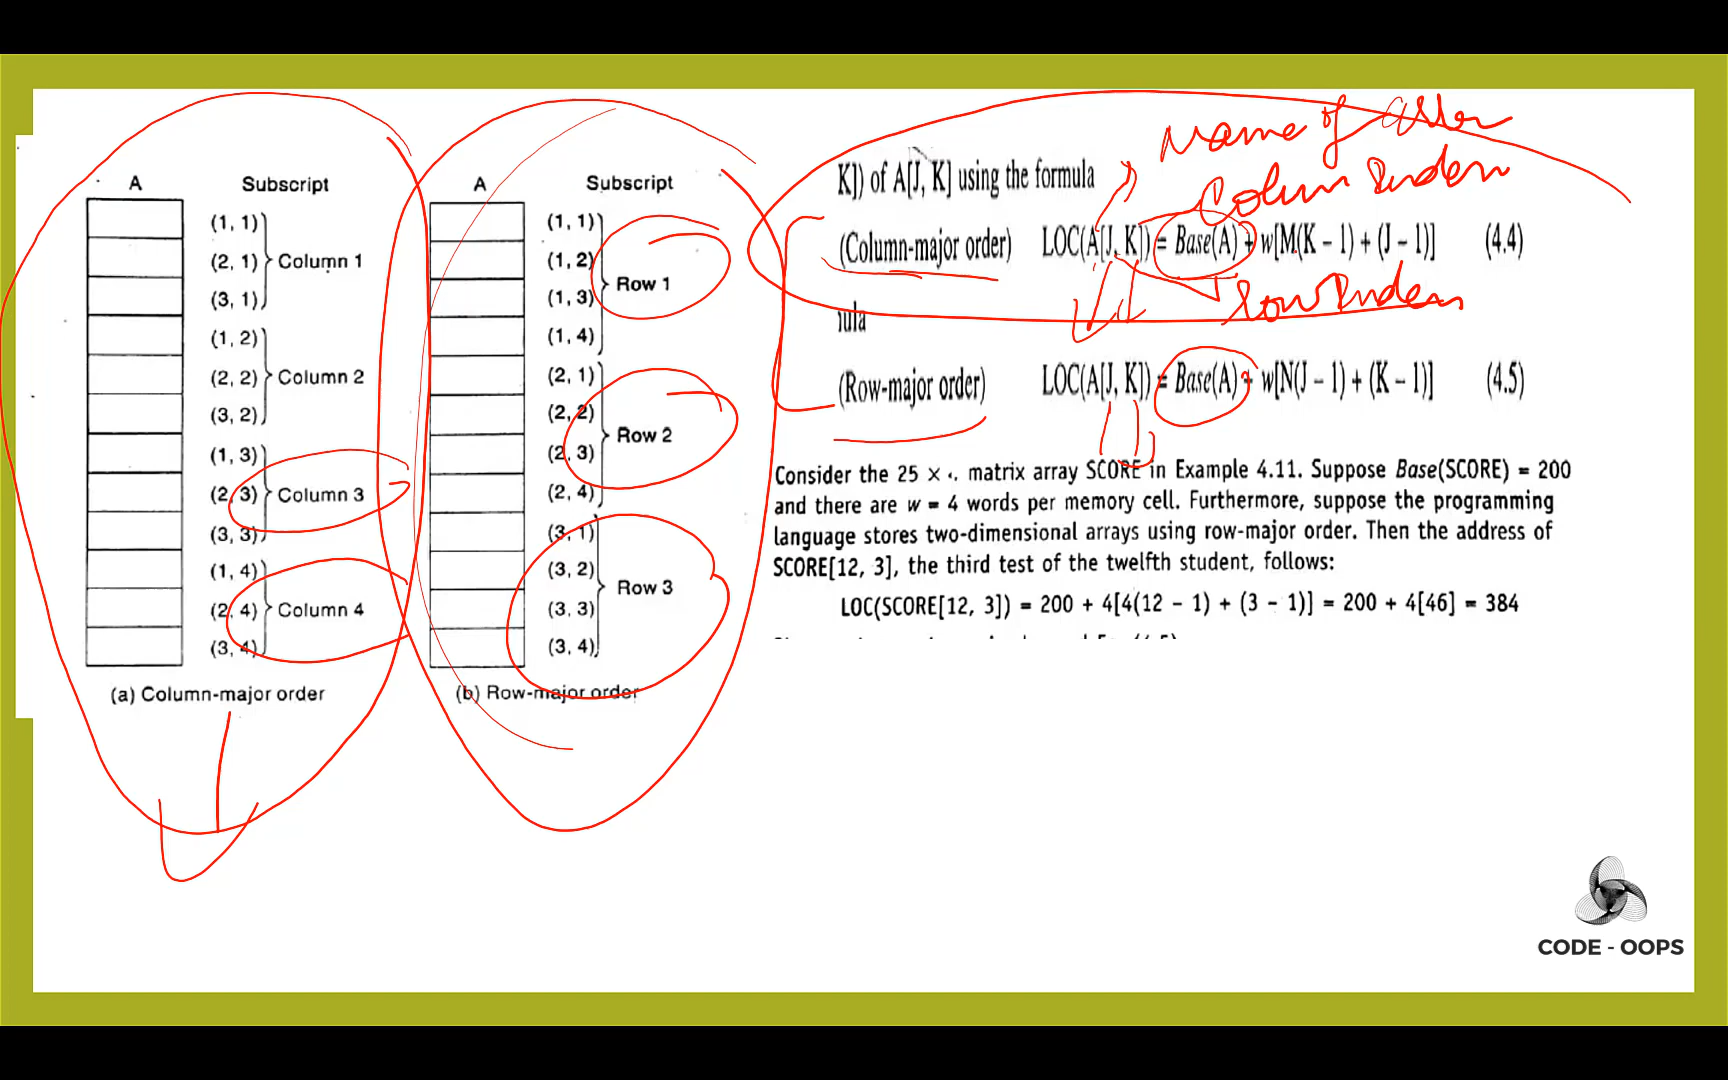 A Subscript
(1, 1)
(2, 1) Column 1
(3, 1)
(1, 2)
(2, 2) Column 2
(3, 2)
(1, 3)
(2, 3) Column 3
(3, 3)
(1, 4)
(2, 4) Column 4
(3, 4)
(a) Column-major order
A Subscript
(1, 1)
(1, 2)
Row 1
(1, 3)
(1, 4)
(2, 1)
(2, 2)
Row 2
(2, 3)
(2, 4)
(3, 1)
(3, 2)
Row 3
(3, 3)
(3, 4)
(b) Row-major order
Name of
Column
K]) of A[J, K] using the formula
(Column-major order) LOC(A[J, K]) = Base(A) + w[M(K − 1) + (J − 1)] (4.4)
Row
ula
(Row-major order) LOC(A[J, K]) = Base(A) + w[N(J − 1) + (K − 1)] (4.5)
Consider the 25 × matrix array SCORE in Example 4.11. Suppose Base(SCORE) = 200
and there are w = 4 words per memory cell. Furthermore, suppose the programming
language stores two-dimensional arrays using row-major order. Then the address of
SCORE[12, 3], the third test of the twelfth student, follows:
LOC(SCORE[12, 3]) = 200 + 4[4(12 − 1) + (3 − 1)] = 200 + 4[46] = 384
CODE - OOPS